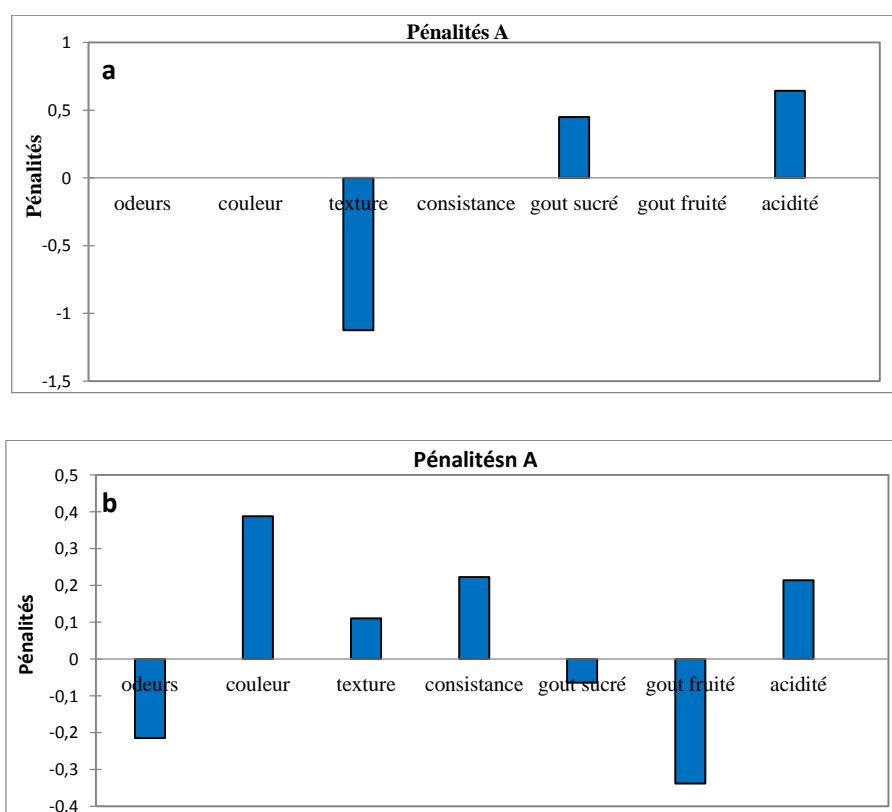 Pénalités A
a
Pénalités
1
0,5
0
-0,5
-1
-1,5
odeurs couleur texture consistance gout sucré gout fruité acidité
Pénalitésn A
b
Pénalités
0,5
0,4
0,3
0,2
0,1
0
-0,1
-0,2
-0,3
-0,4
odeurs couleur texture consistance gout sucré gout fruité acidité